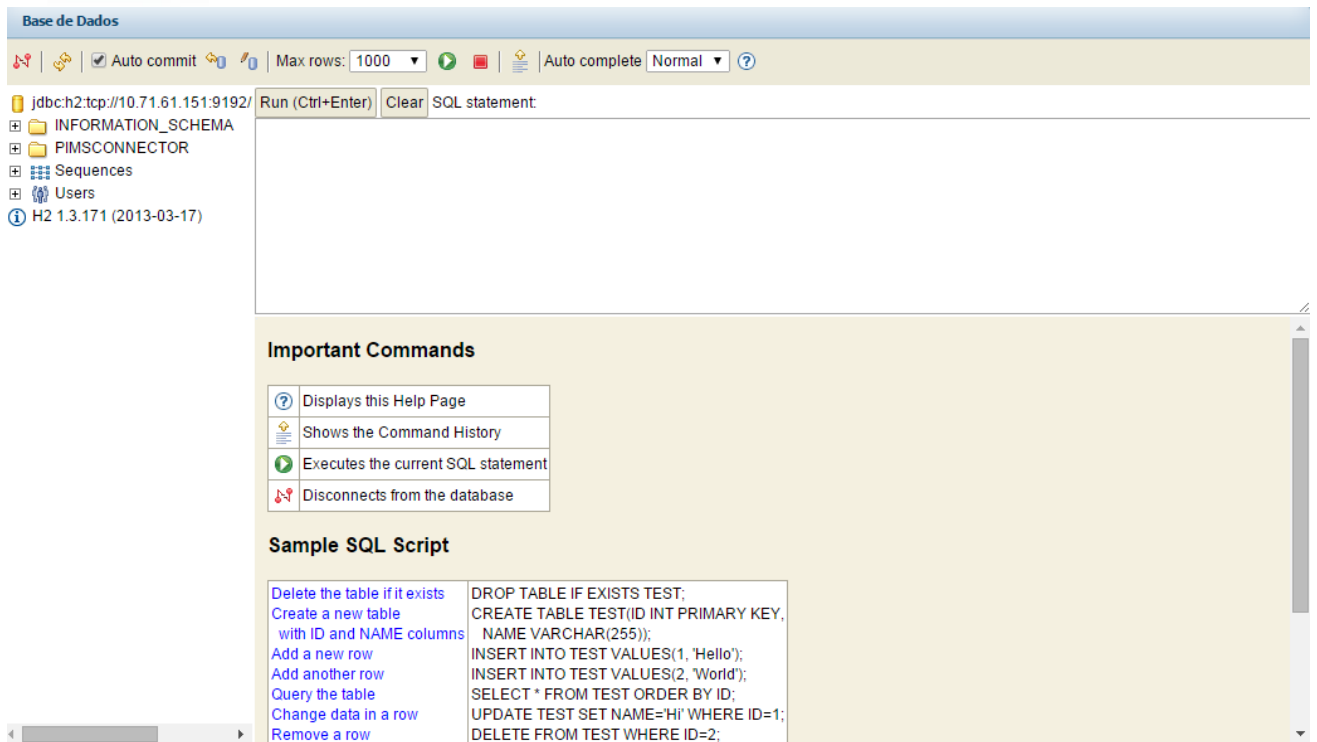 Base de Dados
Auto commit Max rows: 1000 Auto complete Normal
jdbc:h2:tcp://10.71.61.151:9192/
INFORMATION_SCHEMA
PIMSCONNECTOR
Sequences
Users
H2 1.3.171 (2013-03-17)
Run (Ctrl+Enter) Clear SQL statement:
Important Commands
Displays this Help Page
Shows the Command History
Executes the current SQL statement
Disconnects from the database
Sample SQL Script
Delete the table if it exists DROP TABLE IF EXISTS TEST;
Create a new table CREATE TABLE TEST(ID INT PRIMARY KEY,
with ID and NAME columns NAME VARCHAR(255));
Add a new row INSERT INTO TEST VALUES(1, 'Hello');
Add another row INSERT INTO TEST VALUES(2, 'World');
Query the table SELECT * FROM TEST ORDER BY ID;
Change data in a row UPDATE TEST SET NAME='Hi' WHERE ID=1;
Remove a row DELETE FROM TEST WHERE ID=2;